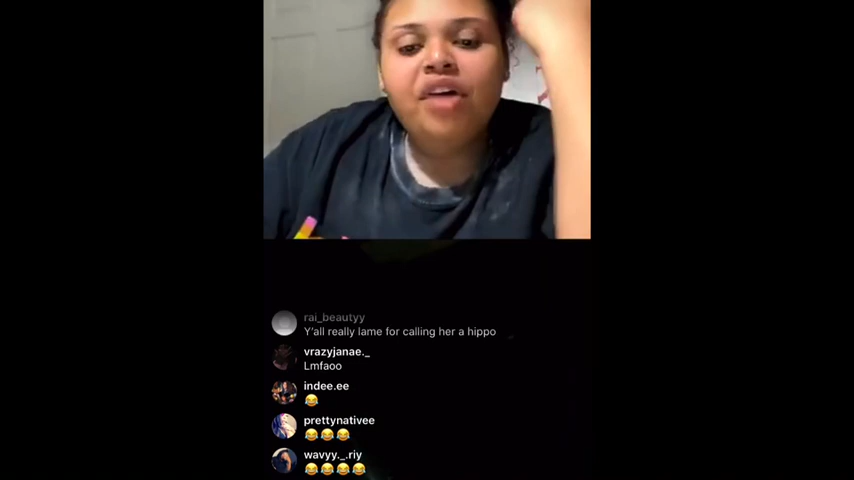 rai_beautyy
Y'all really lame for calling her a hippo
vrazyjanae._
Lmfaoo
indee.ee
😂
prettynativee
😂😂😂
wavyy._.riy
😂😂😂😂